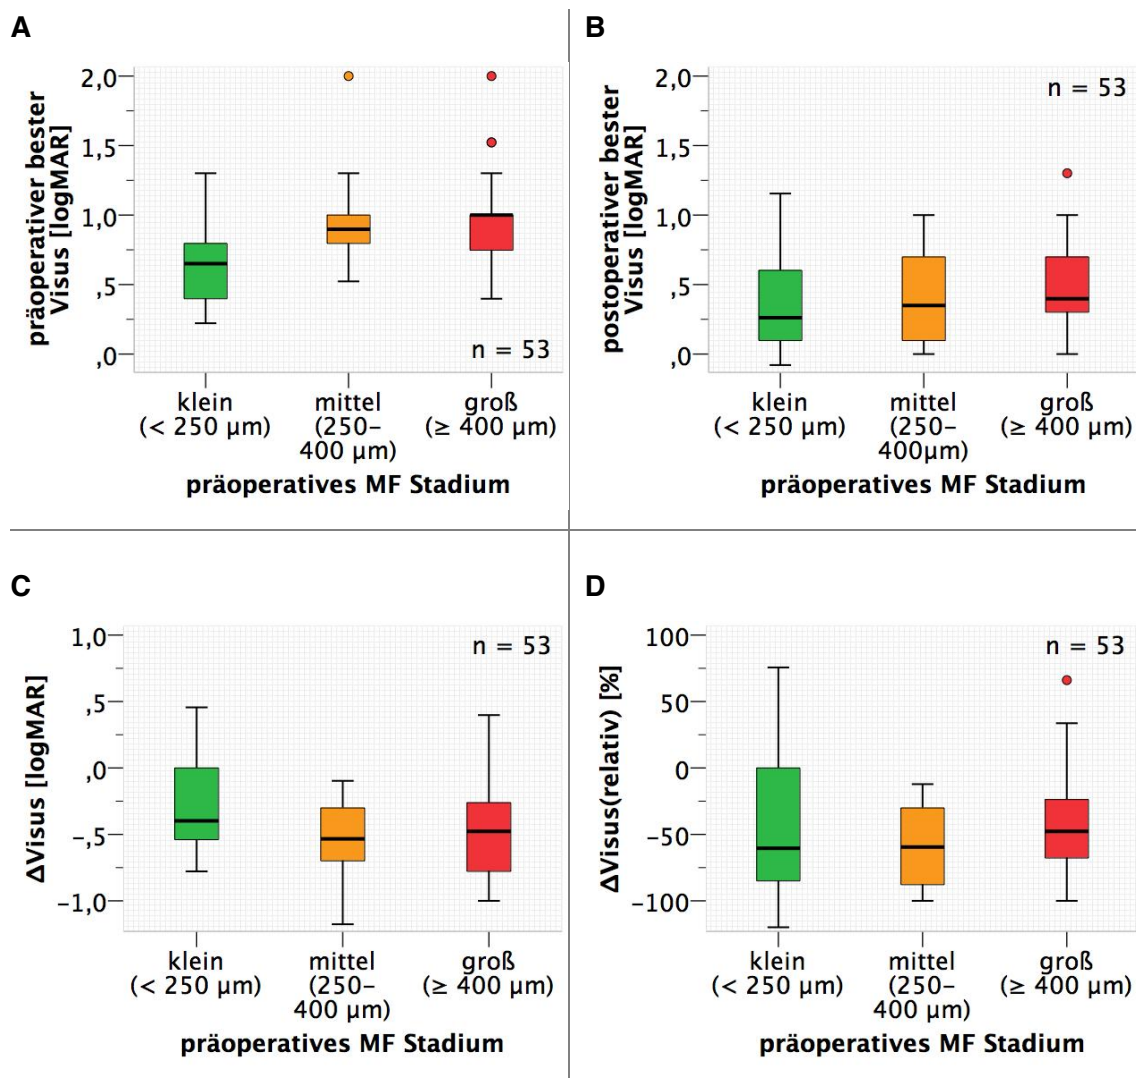 A
präoperativer bester
Visus [logMAR]
2,0
1,5
1,0
,5
,0
n = 53
klein
(< 250 µm)
mittel
(250–
400 µm)
groß
(≥ 400 µm)
präoperatives MF Stadium
B
postoperativer bester
Visus [logMAR]
2,0
1,5
1,0
,5
,0
n = 53
klein
(< 250 µm)
mittel
(250–
400µm)
groß
(≥ 400 µm)
präoperatives MF Stadium
C
ΔVisus [logMAR]
1,0
,5
,0
–,5
–1,0
n = 53
klein
(< 250 µm)
mittel
(250–
400 µm)
groß
(≥ 400 µm)
präoperatives MF Stadium
D
ΔVisus(relativ) [%]
100
50
0
–50
–100
n = 53
klein
(< 250 µm)
mittel
(250–
400 µm)
groß
(≥ 400 µm)
präoperatives MF Stadium